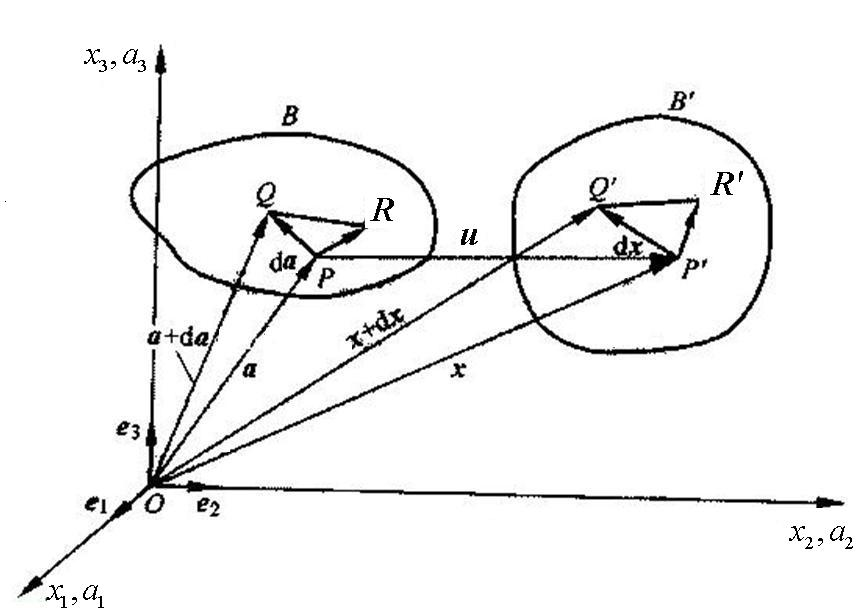 x₃, a₃
B
B′
Q
R
Q′
R′
u
da
P
dx
P′
a+da
x+dx
a
x
e₃
e₁
O
e₂
x₂, a₂
x₁, a₁